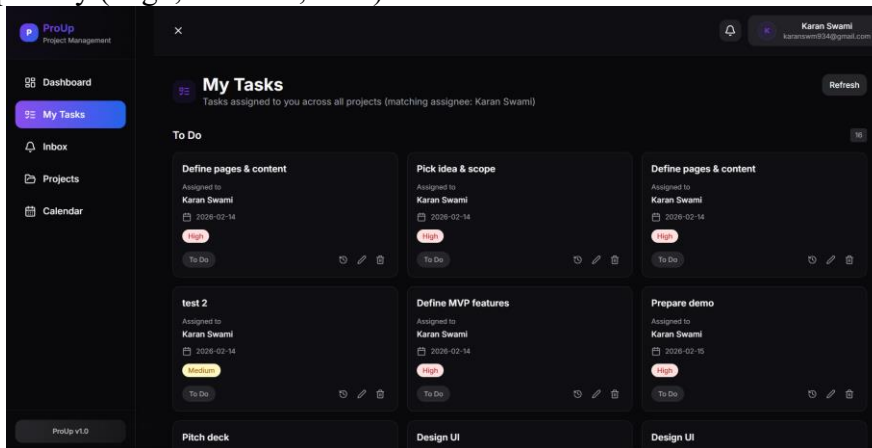 ProUp
Project Management
K
Karan Swami
karanswm934@gmail.com
Dashboard
My Tasks
Inbox
Projects
Calendar
ProUp v1.0
My Tasks
Tasks assigned to you across all projects (matching assignee: Karan Swami)
Refresh
To Do
16
Define pages & content
Assigned to
Karan Swami
2026-02-14
High
To Do
Pick idea & scope
Assigned to
Karan Swami
2026-02-14
High
To Do
Define pages & content
Assigned to
Karan Swami
2026-02-14
High
To Do
test 2
Assigned to
Karan Swami
2026-02-14
Medium
To Do
Define MVP features
Assigned to
Karan Swami
2026-02-14
High
To Do
Prepare demo
Assigned to
Karan Swami
2026-02-15
High
To Do
Pitch deck
Design UI
Design UI